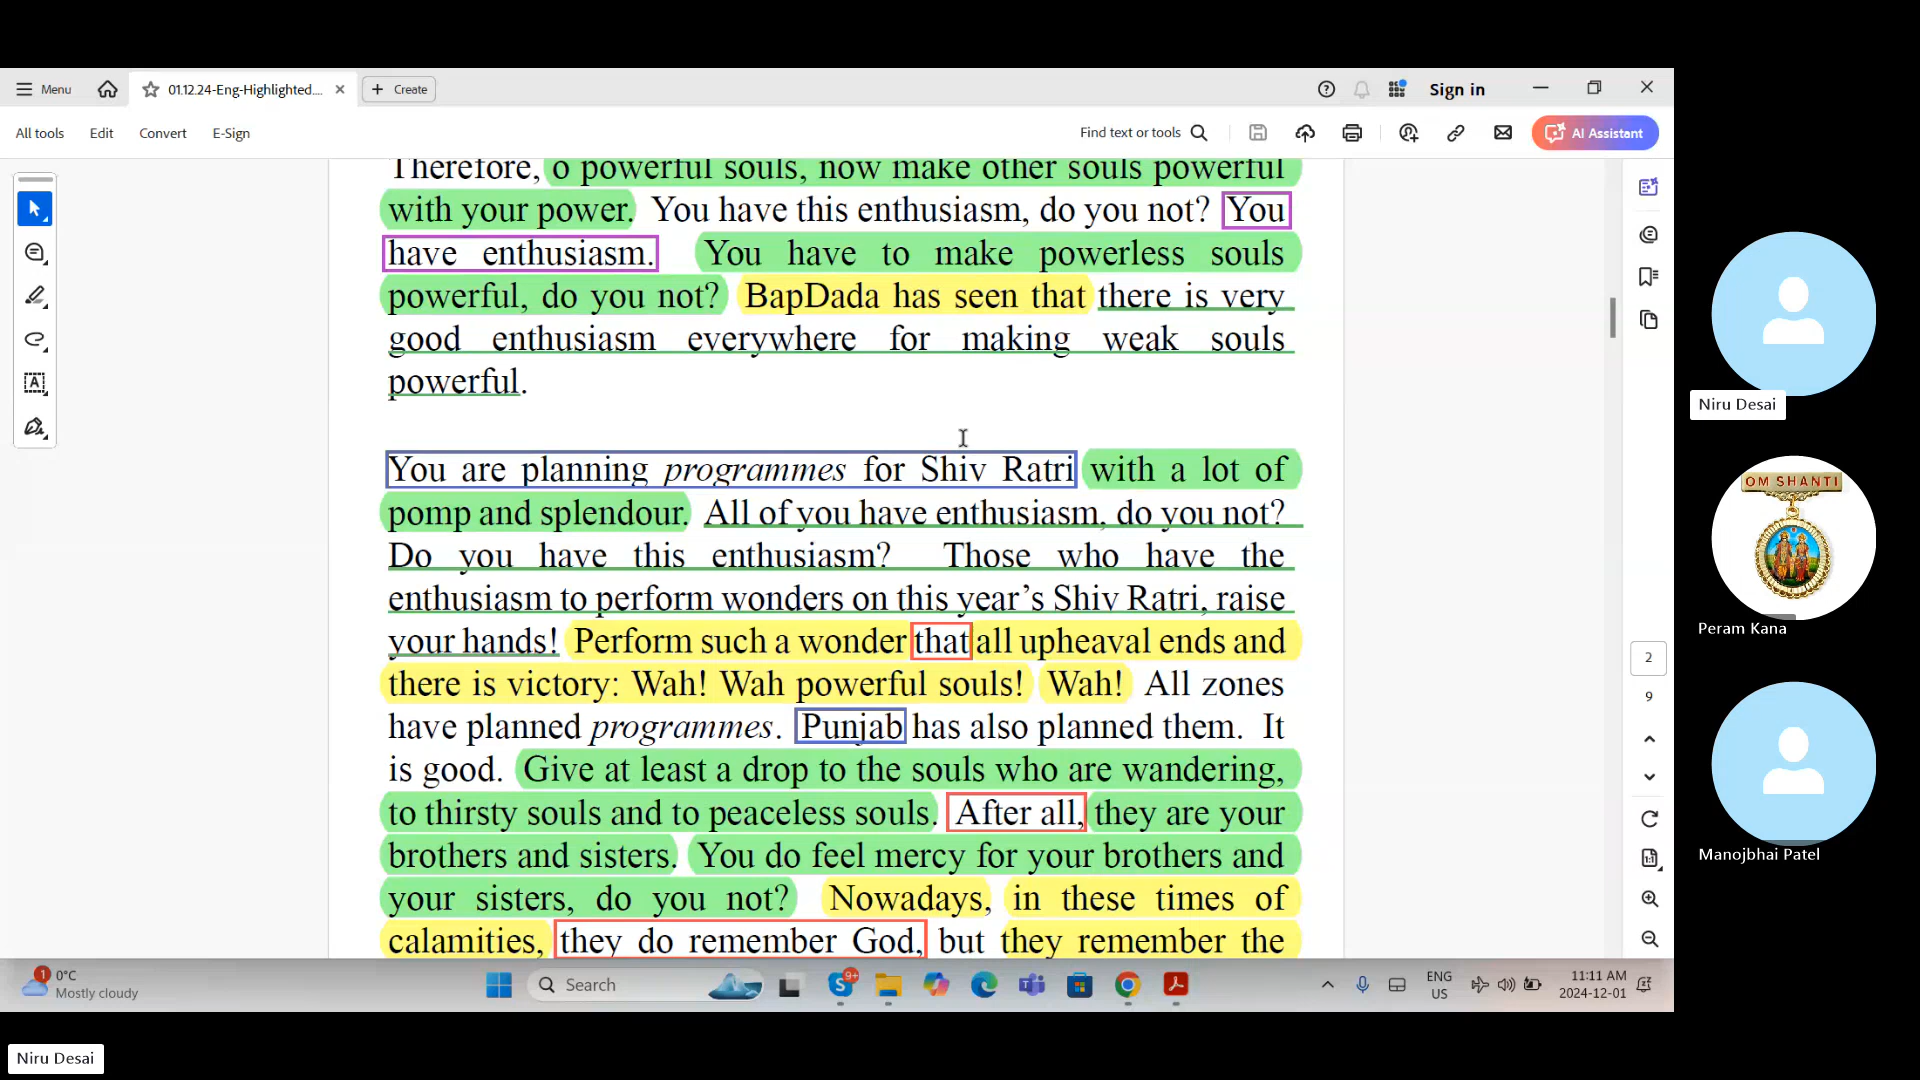 Menu
01.12.24-Eng-Highlighted....
Create
Sign in
All tools
Edit
Convert
E-Sign
Find text or tools
AI Assistant
Therefore, o powerful souls, now make other souls powerful
with your power. You have this enthusiasm, do you not? You
have enthusiasm. You have to make powerless souls
powerful, do you not? BapDada has seen that there is very
good enthusiasm everywhere for making weak souls
powerful.
You are planning programmes for Shiv Ratri with a lot of
pomp and splendour. All of you have enthusiasm, do you not?
Do you have this enthusiasm? Those who have the
enthusiasm to perform wonders on this year's Shiv Ratri, raise
your hands! Perform such a wonder that all upheaval ends and
there is victory: Wah! Wah powerful souls! Wah! All zones
have planned programmes. Punjab has also planned them. It
is good. Give at least a drop to the souls who are wandering,
to thirsty souls and to peaceless souls. After all, they are your
brothers and sisters. You do feel mercy for your brothers and
your sisters, do you not? Nowadays, in these times of
calamities, they do remember God, but they remember the
2
9
Niru Desai
OM SHANTI
Peram Kana
Manojbhai Patel
1
0°C
Mostly cloudy
Search
9+
ENG
US
11:11 AM
2024-12-01
Niru Desai